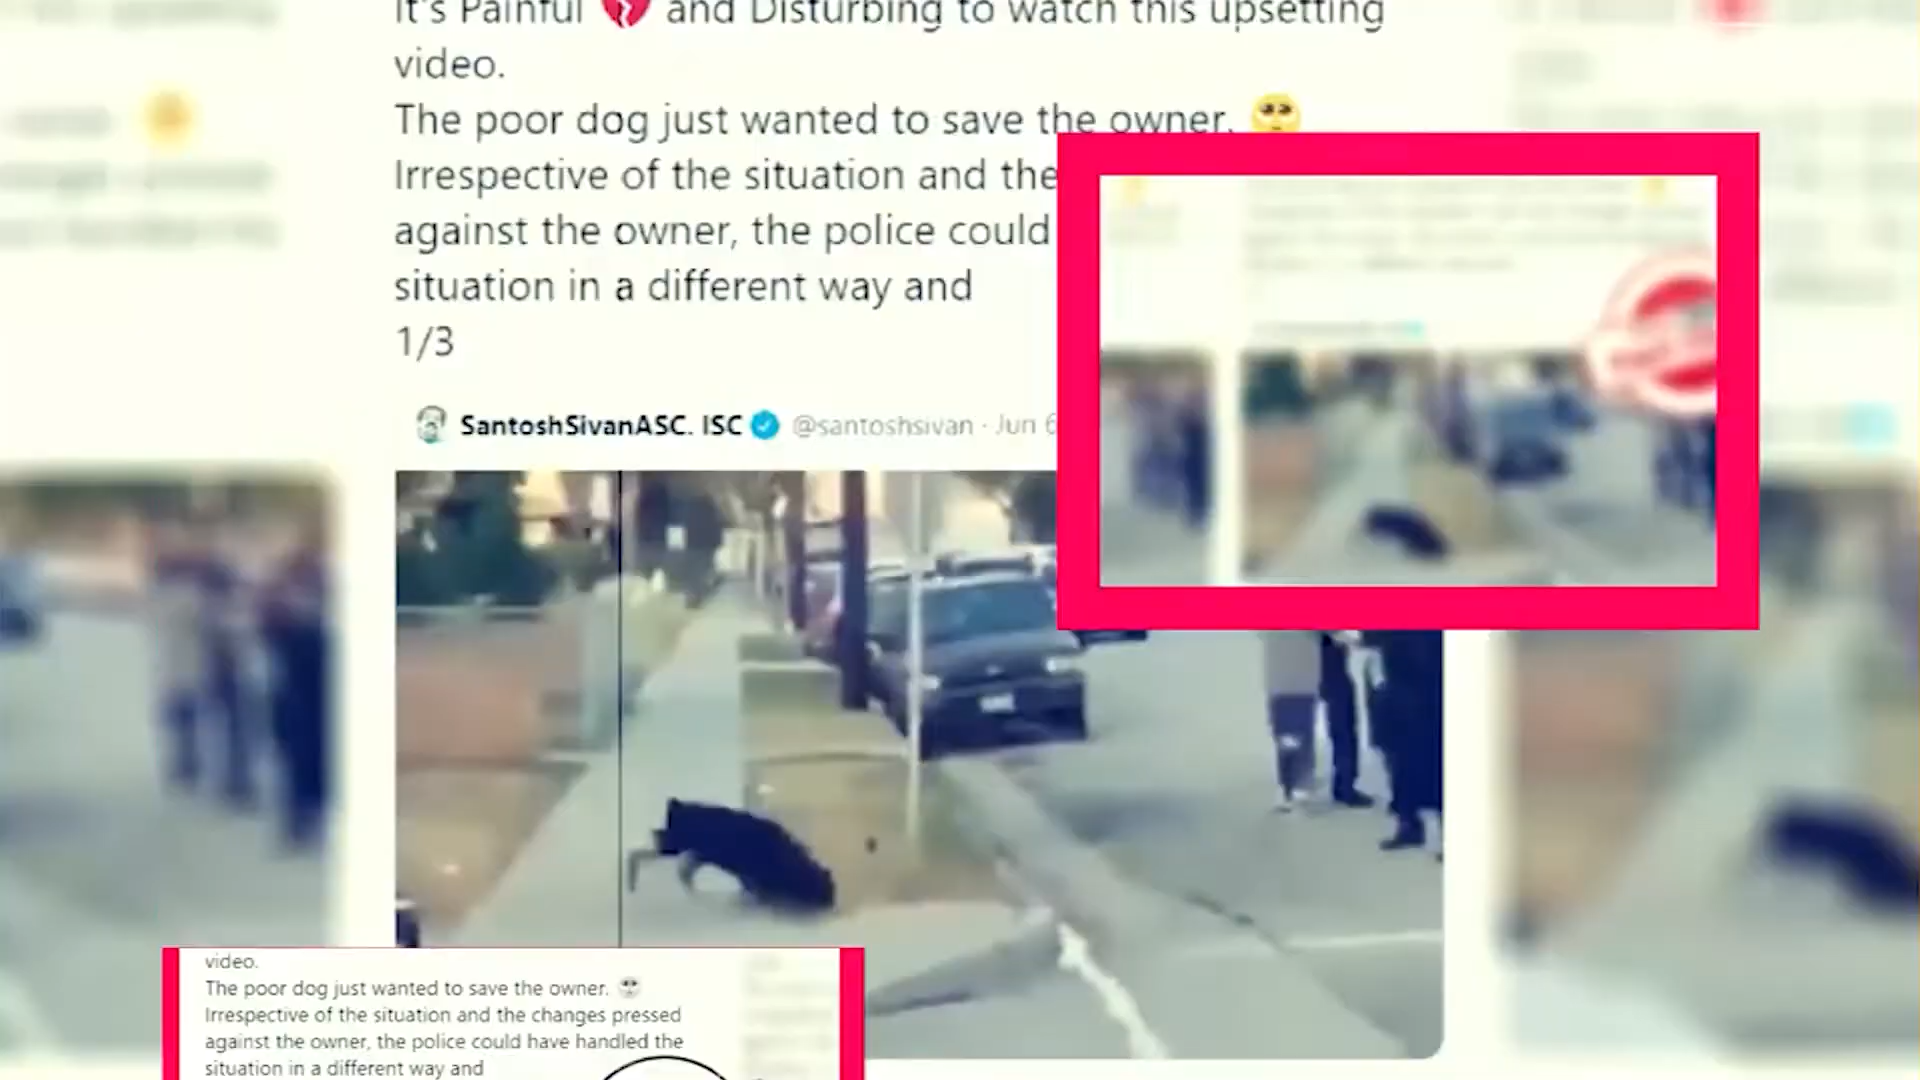 It's Painful 💔 and Disturbing to watch this upsetting
video.
The poor dog just wanted to save the owner. 🥺
Irrespective of the situation and the
against the owner, the police could
situation in a different way and
1/3
SantoshSivanASC. ISC @santoshsivan · Jun 6
video.
The poor dog just wanted to save the owner. 🥺
Irrespective of the situation and the changes pressed
against the owner, the police could have handled the
situation in a different way and